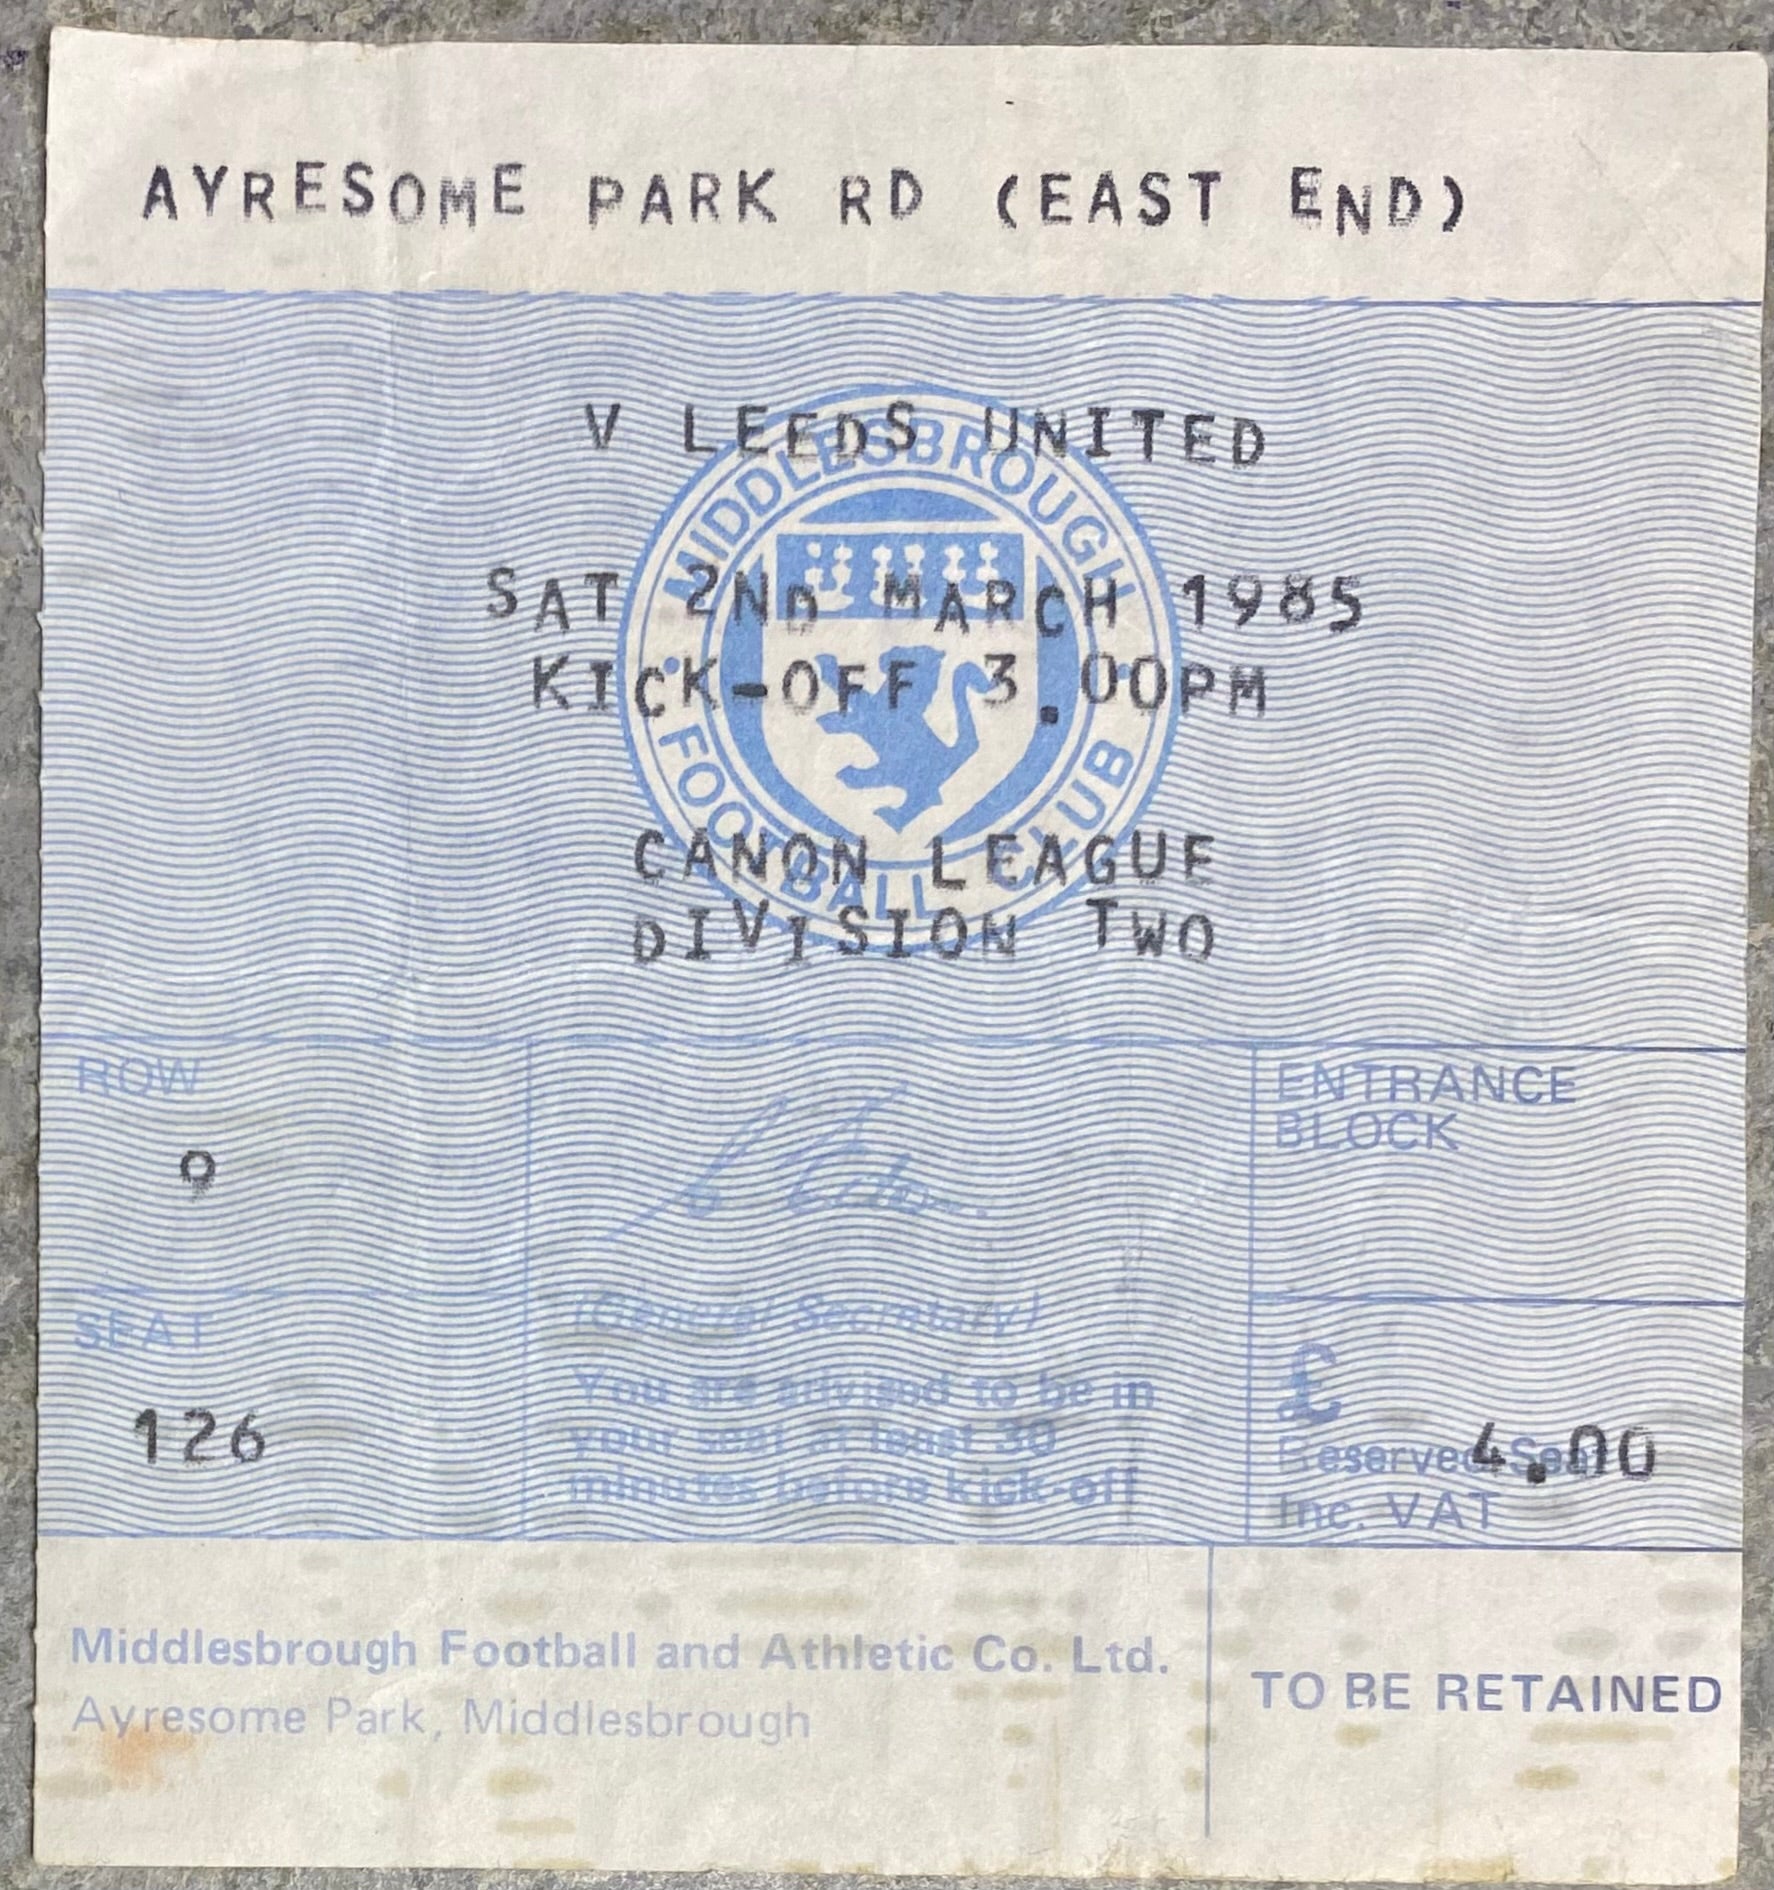 AYRESOME PARK RD (EAST END)
V LEEDS UNITED
MIDDLESBROUGH
SAT 2ND MARCH 1985
KICK-OFF 3.00PM
FOOTBALL CLUB
CANON LEAGUE
DIVISION TWO
ROW
ENTRANCE
BLOCK
(General Secretary)
SEAT
126
You are advised to be in
your seat at least 30
minutes before kick-off
£
4.00
Reserved Seat
Inc. VAT
Middlesbrough Football and Athletic Co. Ltd.
Ayresome Park, Middlesbrough
TO BE RETAINED